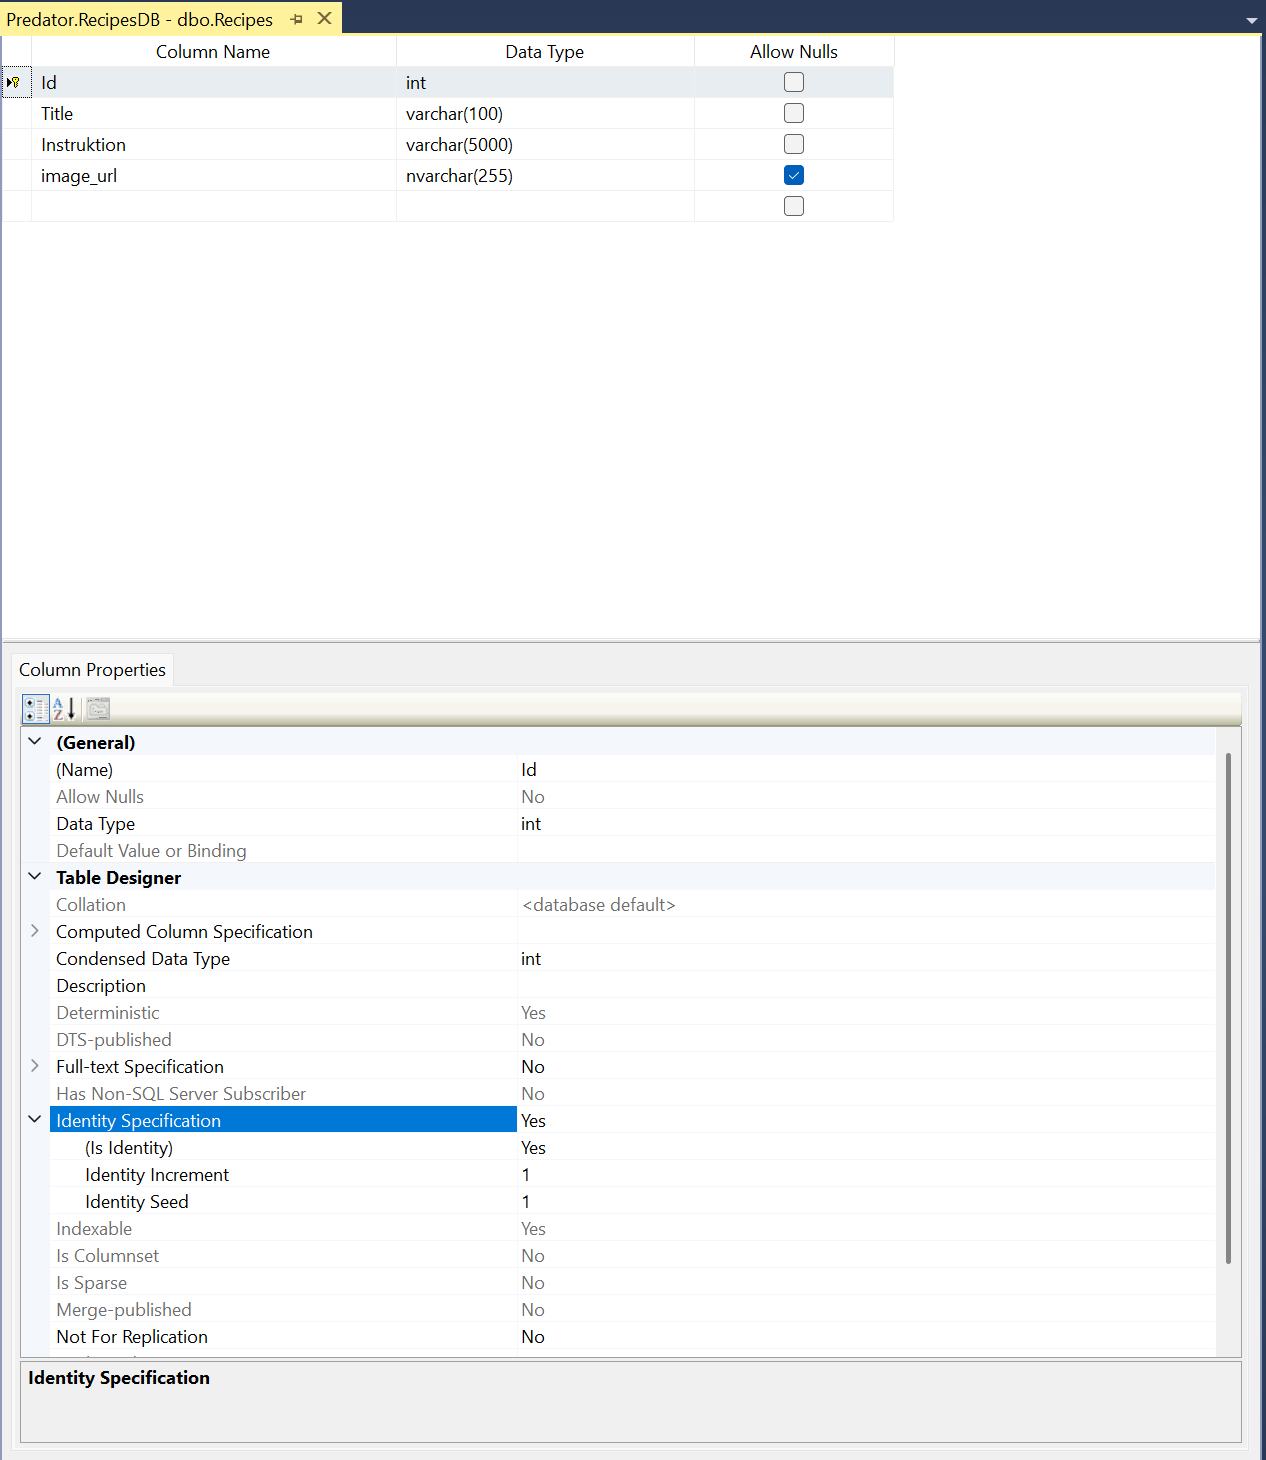 Predator.RecipesDB - dbo.Recipes
Column Name Data Type Allow Nulls
Id int
Title varchar(100)
Instruktion varchar(5000)
image_url nvarchar(255)
Column Properties
A
Z
(General)
(Name) Id
Allow Nulls No
Data Type int
Default Value or Binding
Table Designer
Collation <database default>
Computed Column Specification
Condensed Data Type int
Description
Deterministic Yes
DTS-published No
Full-text Specification No
Has Non-SQL Server Subscriber No
Identity Specification Yes
(Is Identity) Yes
Identity Increment 1
Identity Seed 1
Indexable Yes
Is Columnset No
Is Sparse No
Merge-published No
Not For Replication No
Identity Specification